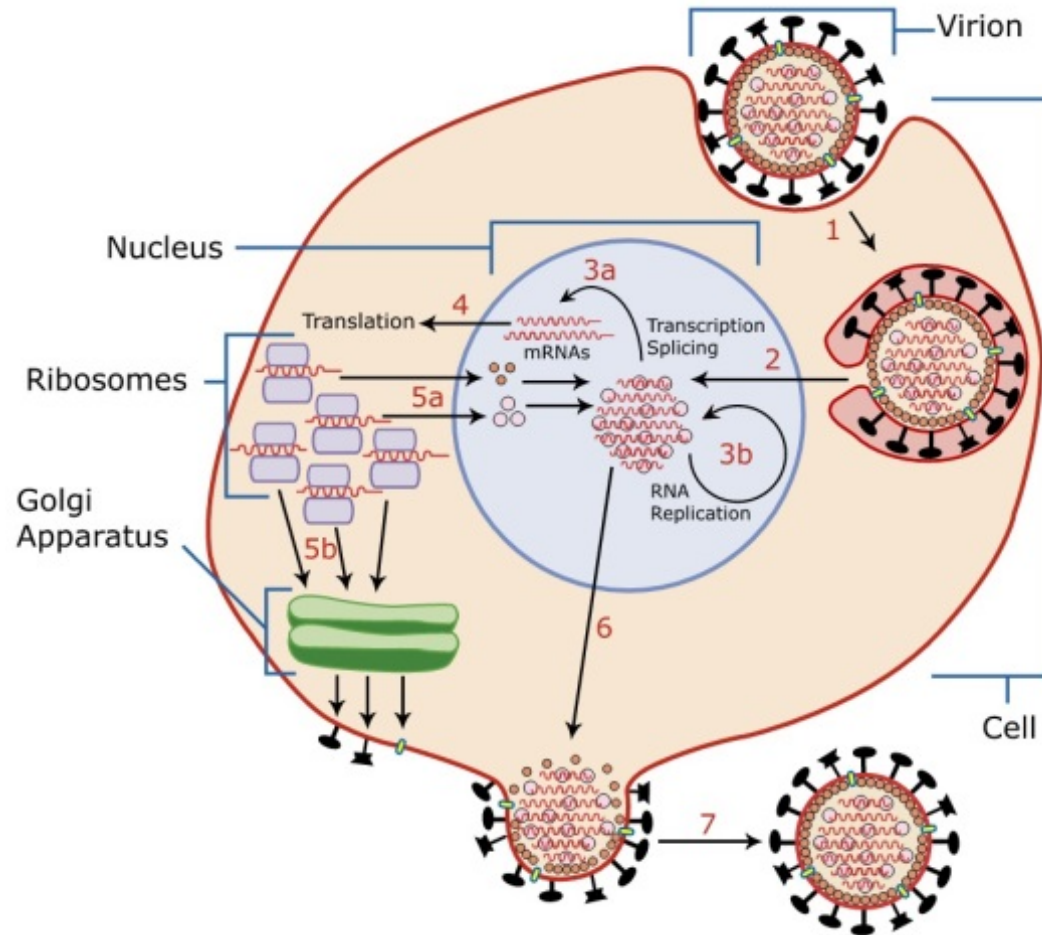 Virion
1
Nucleus
3a
4
Translation
mRNAs
Transcription
Splicing
2
Ribosomes
5a
3b
RNA
Replication
Golgi
Apparatus
5b
6
Cell
7